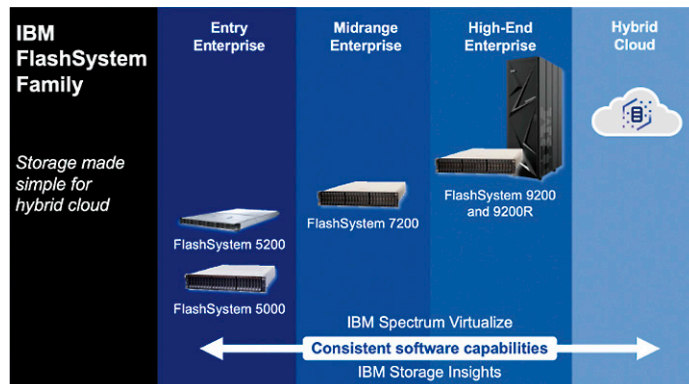 IBM
FlashSystem
Family
Storage made
simple for
hybrid cloud
Entry
Enterprise
Midrange
Enterprise
High-End
Enterprise
Hybrid
Cloud
FlashSystem 5200
FlashSystem 5000
FlashSystem 7200
FlashSystem 9200
and 9200R
IBM Spectrum Virtualize
Consistent software capabilities
IBM Storage Insights